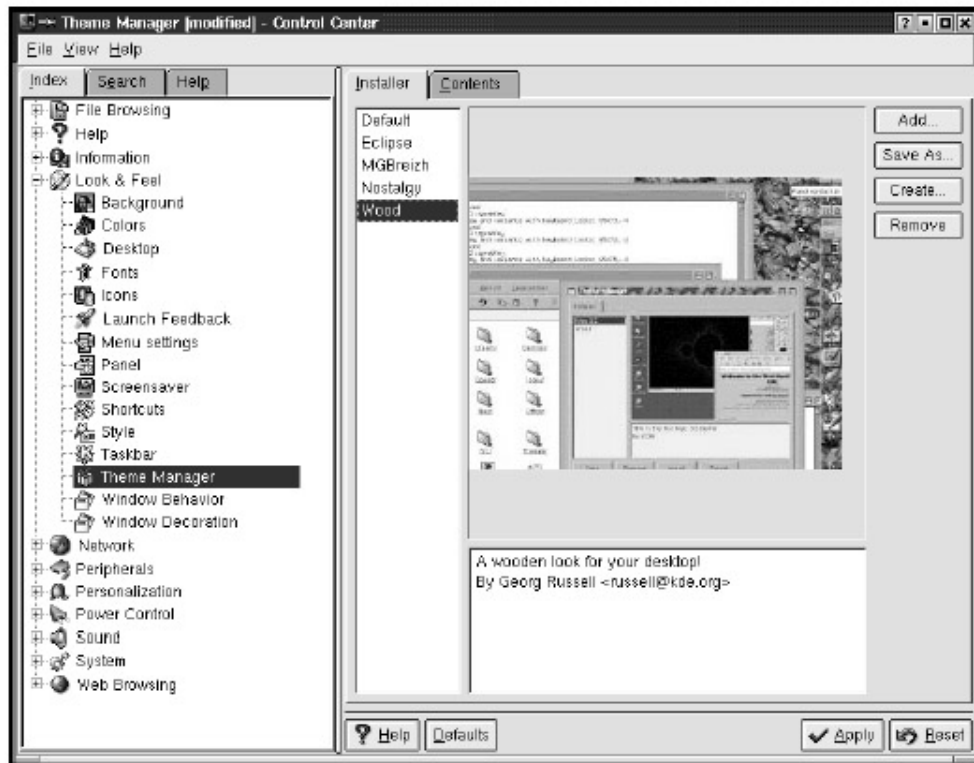 Theme Manager [modified] - Control Center
File View Help
Index Search Help
File Browsing
Help
Information
Look & Feel
Background
Colors
Desktop
Fonts
Icons
Launch Feedback
Menu settings
Panel
Screensaver
Shortcuts
Style
Taskbar
Theme Manager
Window Behavior
Window Decoration
Network
Peripherals
Personalization
Power Control
Sound
System
Web Browsing
Installer Contents
Default
Eclipse
MGBreizh
Nostalgy
Wood
Add...
Save As...
Create...
Remove
A wooden look for your desktop!
By Georg Russell <russell@kde.org>
? Help Defaults Apply Reset